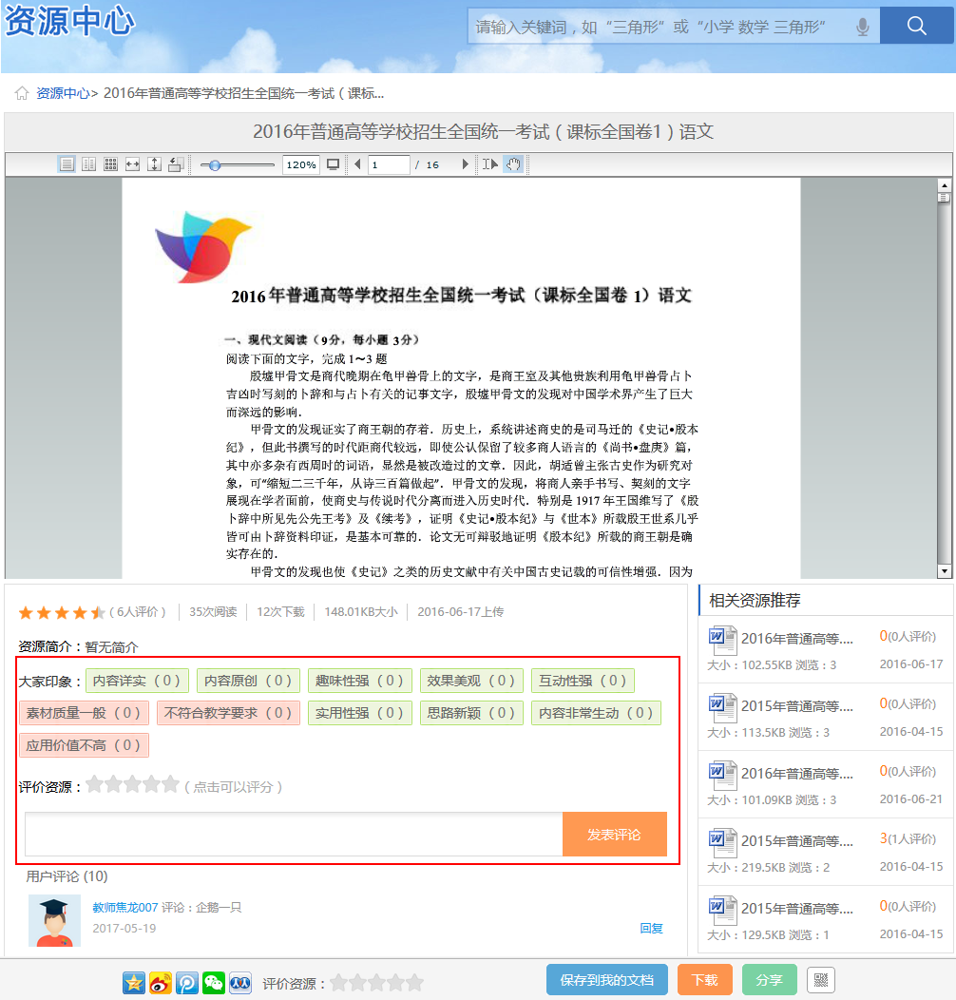 资源中心
请输入关键词，如“三角形”或“小学 数学 三角形”
资源中心> 2016年普通高等学校招生全国统一考试（课标...
2016年普通高等学校招生全国统一考试（课标全国卷1）语文
120% 1 / 16
2016年普通高等学校招生全国统一考试（课标全国卷 1）语文
一、现代文阅读（9分，每小题 3分）
阅读下面的文字，完成 1～3 题
殷墟甲骨文是商代晚期在龟甲兽骨上的文字，是商王室及其他贵族利用龟甲兽骨占卜
吉凶时写刻的卜辞和与占卜有关的记事文字，殷墟甲骨文的发现对中国学术界产生了巨大
而深远的影响．
甲骨文的发现证实了商王朝的存着．历史上，系统讲述商史的是司马迁的《史记•殷本
纪》，但此书撰写的时代距商代较远，即使公认保留了较多商人语言的《尚书•盘庚》篇，
其中亦多杂有西周时的词语，显然是被改造过的文章．因此，胡适曾主张古史作为研究对
象，可“缩短二三千年，从诗三百篇做起”．甲骨文的发现，将商人亲手书写、契刻的文字
展现在学者面前，使商史与传说时代分离而进入历史时代．特别是 1917 年王国维写了《殷
卜辞中所见先公先王考》及《续考》，证明《史记•殷本纪》与《世本》所载殷王世系几乎
皆可由卜辞资料印证，是基本可靠的．论文无可辩驳地证明《殷本纪》所载的商王朝是确
实存在的．
甲骨文的发现也使《史记》之类的历史文献中有关中国古史记载的可信性增强．因为
（6人评价） 35次阅读 12次下载 148.01KB大小 2016-06-17上传
资源简介：暂无简介
大家印象： 内容详实（0） 内容原创（0） 趣味性强（0） 效果美观（0） 互动性强（0）
素材质量一般（0） 不符合教学要求（0） 实用性强（0） 思路新颖（0） 内容非常生动（0）
应用价值不高（0）
评价资源： （点击可以评分）
发表评论
用户评论 (10)
教师焦龙007 评论：企鹅一只
2017-05-19
回复
相关资源推荐
2016年普通高等.... 0(0人评价)
大小：102.55KB 浏览：3 2016-06-17
2015年普通高等.... 0(0人评价)
大小：113.5KB 浏览：3 2016-04-15
2016年普通高等.... 0(0人评价)
大小：101.09KB 浏览：3 2016-06-21
2015年普通高等.... 3(1人评价)
大小：219.5KB 浏览：2 2016-04-15
2015年普通高等.... 0(0人评价)
大小：129.5KB 浏览：1 2016-04-15
评价资源： 保存到我的文档 下载 分享